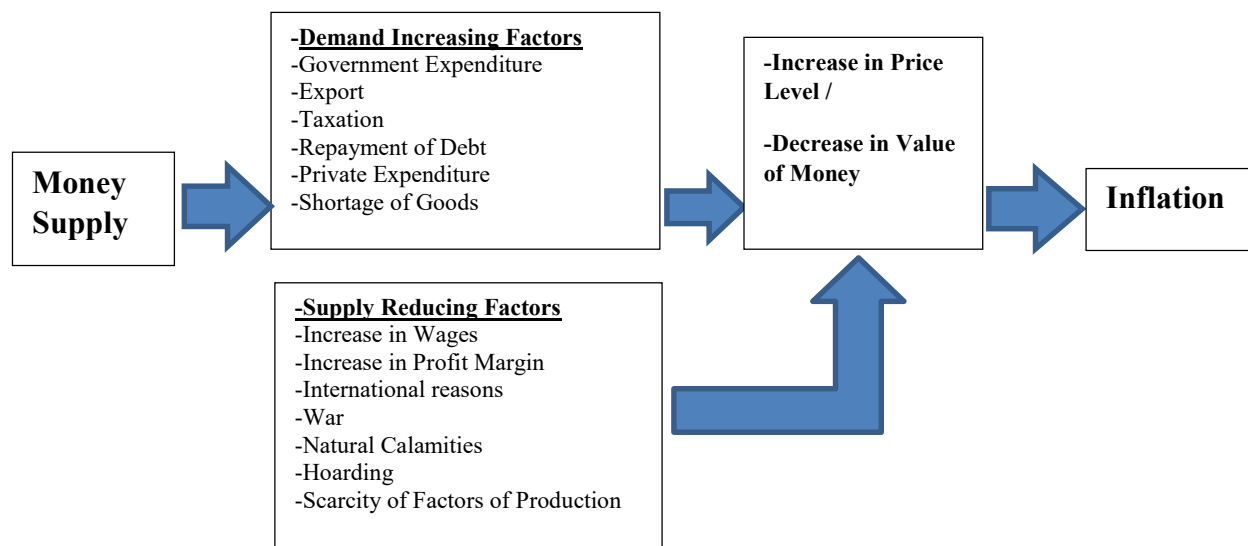 Money
Supply
-Demand Increasing Factors
-Government Expenditure
-Export
-Taxation
-Repayment of Debt
-Private Expenditure
-Shortage of Goods
-Supply Reducing Factors
-Increase in Wages
-Increase in Profit Margin
-International reasons
-War
-Natural Calamities
-Hoarding
-Scarcity of Factors of Production
-Increase in Price
Level /
-Decrease in Value
of Money
Inflation